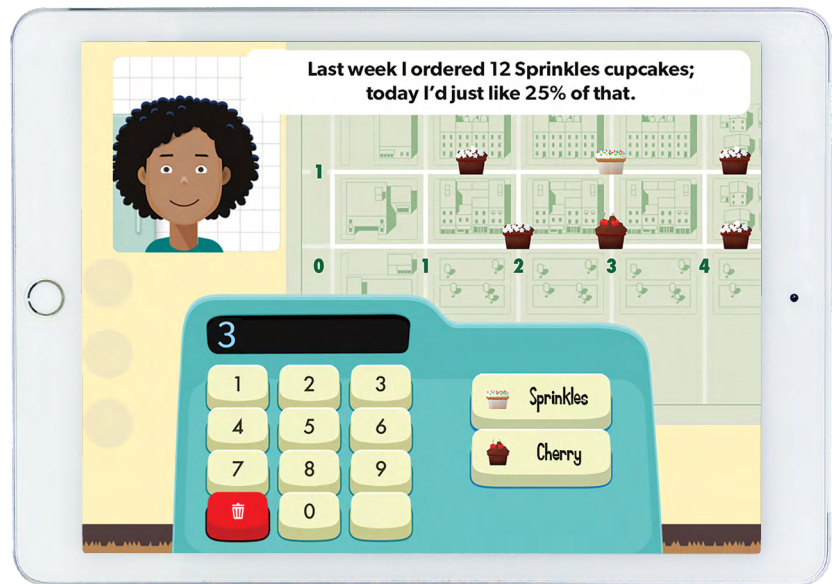 Last week I ordered 12 Sprinkles cupcakes;
today I'd just like 25% of that.
1
0 1 2 3 4
3
1 2 3
4 5 6
7 8 9
0
Sprinkles
Cherry